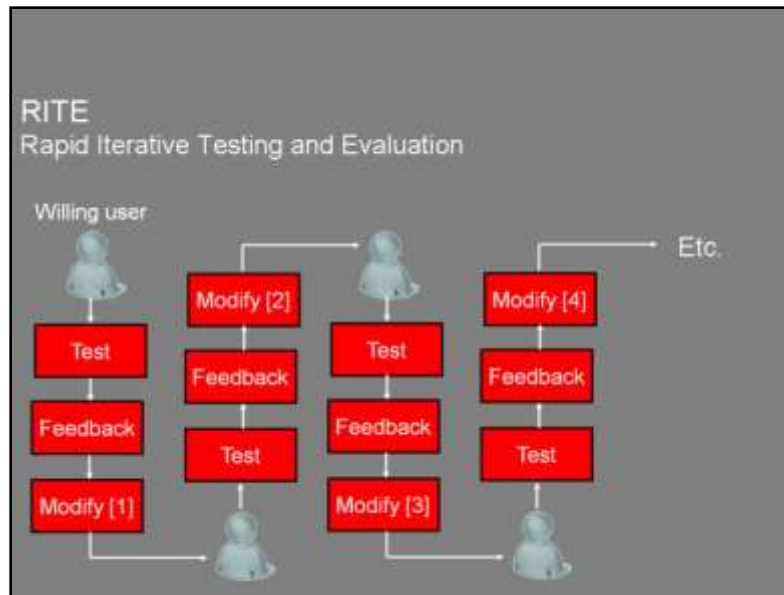 RITE
Rapid Iterative Testing and Evaluation
Willing user
Test
Feedback
Modify [1]
Test
Feedback
Modify [2]
Test
Feedback
Modify [3]
Test
Feedback
Modify [4]
Etc.